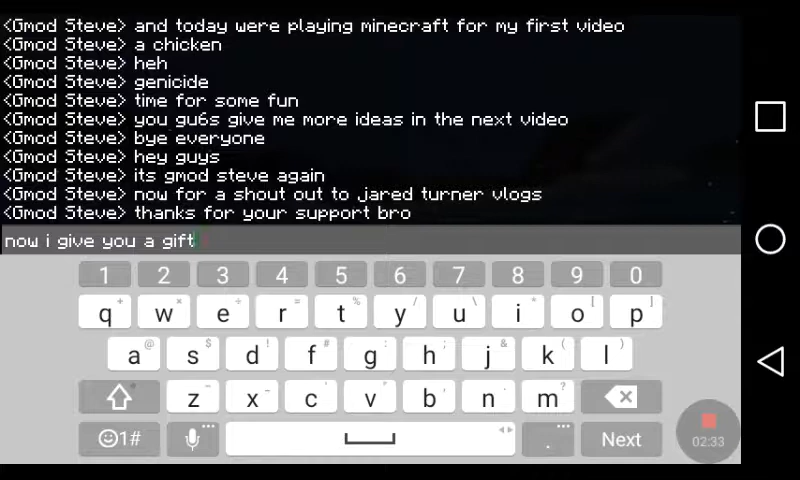 <Gmod Steve> and today were playing minecraft for my first video
<Gmod Steve> a chicken
<Gmod Steve> heh
<Gmod Steve> genicide
<Gmod Steve> time for some fun
<Gmod Steve> you gu6s give me more ideas in the next video
<Gmod Steve> bye everyone
<Gmod Steve> hey guys
<Gmod Steve> its gmod steve again
<Gmod Steve> now for a shout out to jared turner vlogs
<Gmod Steve> thanks for your support bro
now i give you a gift
1 2 3 4 5 6 7 8 9 0
q + w × e ÷ r = t % y / u \ i * o [ p ]
a @ s $ d ! f # g : h ; j & k ( l )
z x - c ' v " b , n . m ?
☺1# . Next
02:33